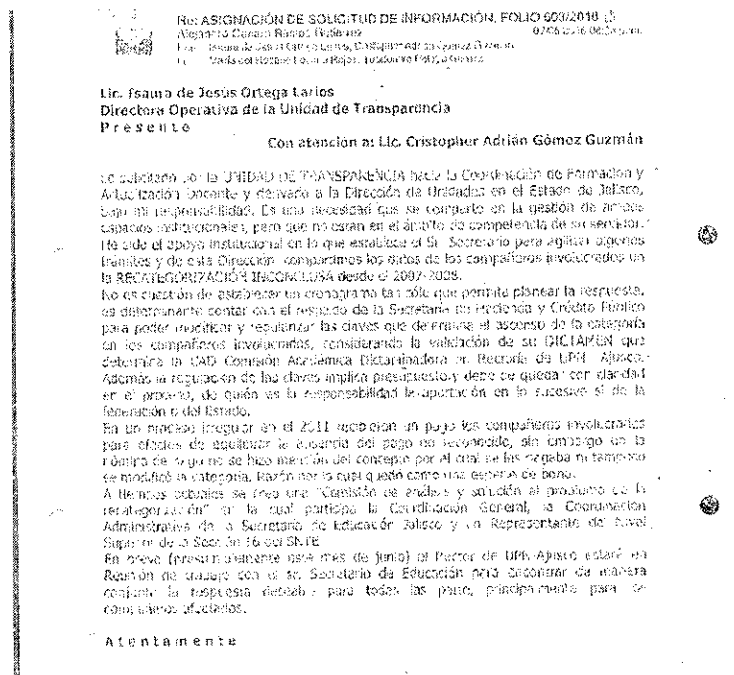 Re: ASIGNACIÓN DE SOLICITUD DE INFORMACIÓN, FOLIO 603/2016
Lic. Isaura de Jesús Ortega Larios
Directora Operativa de la Unidad de Transparencia
P r e s e n t e
Con atención a: Lic. Cristopher Adrián Gómez Guzmán
Lo solicitado por la UNIDAD DE TRANSPARENCIA hacia la Coordinación de Formación y
Actualización Docente y derivado a la Dirección de Unidades en el Estado de Jalisco,
bajo mi responsabilidad. Es una necesidad que se comparte en la gestión de ambos
espacios institucionales, pero que no están en el ámbito de competencia de su servidor.
Ha sido el apoyo institucional en lo que establece el Sr. Secretario para agilizar algunos
trámites y de esta Dirección compartimos los datos de los compañeros involucrados en
la RECATEGORIZACIÓN INCONCLUSA desde el 2007-2008.
No es cuestión de establecer un cronograma tan sólo que permita planear la respuesta,
es determinante contar con el respaldo de la Secretaría de Hacienda y Crédito Público
para poder modificar y regularizar las claves que determina el ascenso de la categoría
en los compañeros involucrados, considerando la validación de su DICTAMEN que
determina la CAD Comisión Académica Dictaminadora en Rectoría de UPN Ajusco.
Además la regulación de las claves implica presupuesto y debe de quedar con claridad
en el proceso, de quién es la responsabilidad la aportación en lo sucesivo si de la
federación o del Estado.
En un proceso irregular en el 2011 recibieron un pago los compañeros involucrados
para efectos de equilibrar la ausencia del pago no reconocido, sin embargo en la
nómina de pago no se hizo mención del concepto por el cual se les pagaba ni tampoco
se modificó la categoría. Razón por la cual quedó como una especie de bono.
A tiempos actuales se creo una "Comisión de análisis y solución al problema de la
recategorización" en la cual participa la Coordinación General, la Coordinación
Administrativa de la Secretaría de Educación Jalisco y un Representante de Nivel
Superior de la Sección 16 del SNTE
En breve (presumiblemente este mes de junio) el Rector de UPN-Ajusco estará en
Reunión de trabajo con el sr. Secretario de Educación para encontrar de manera
conjunta la respuesta deseable para todas las partes, principalmente para los
compañeros afectados.
A t e n t a m e n t e